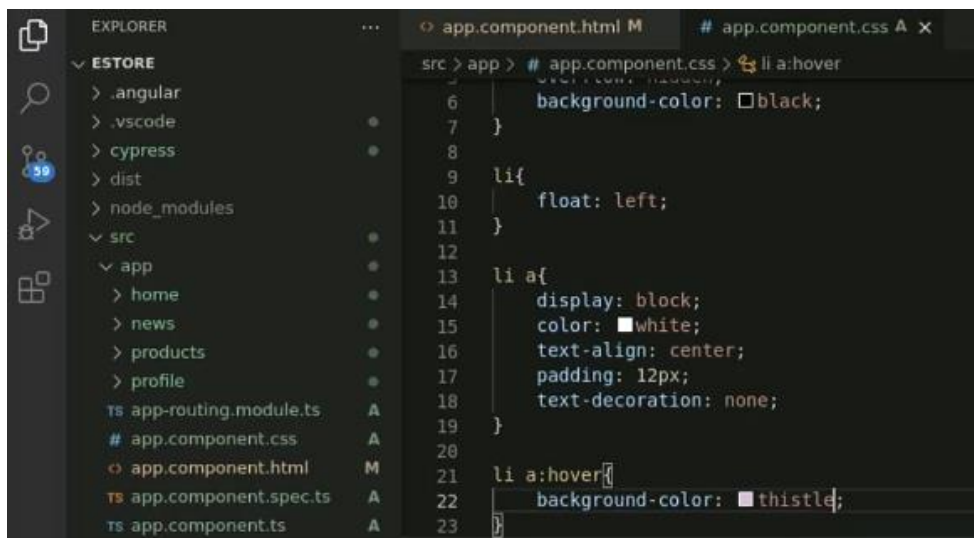 EXPLORER
...
ESTORE
> .angular
> .vscode
> cypress
> dist
> node_modules
src
app
> home
> news
> products
> profile
TS app-routing.module.ts A
# app.component.css A
<> app.component.html M
TS app.component.spec.ts A
TS app.component.ts A
59
<> app.component.html M
# app.component.css A ×
src > app > # app.component.css > li a:hover
6 background-color: black;
7 }
8
9 li{
10 float: left;
11 }
12
13 li a{
14 display: block;
15 color: white;
16 text-align: center;
17 padding: 12px;
18 text-decoration: none;
19 }
20
21 li a:hover{
22 background-color: thistle;
23 }